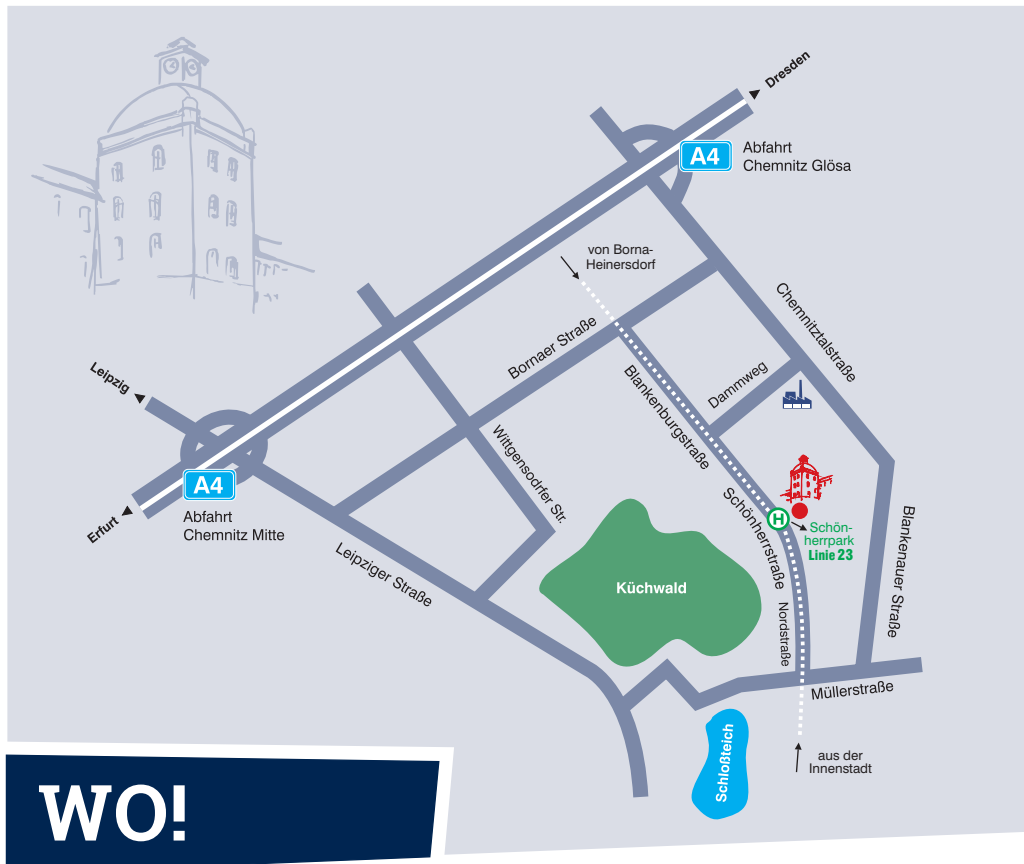 Dresden
A4
Abfahrt
Chemnitz Glösa
von Borna-
Heinersdorf
Chemnitztalstraße
Bornaer Straße
Leipzig
Dammweg
Blankenburgstraße
Wittgensodrfer Str.
A4
Erfurt
Abfahrt
Chemnitz Mitte
Schönherrstraße
H
Schön-
herrpark
Linie 23
Blankenauer Straße
Leipziger Straße
Küchwald
Nordstraße
Müllerstraße
Schloßteich
aus der
Innenstadt
WO!